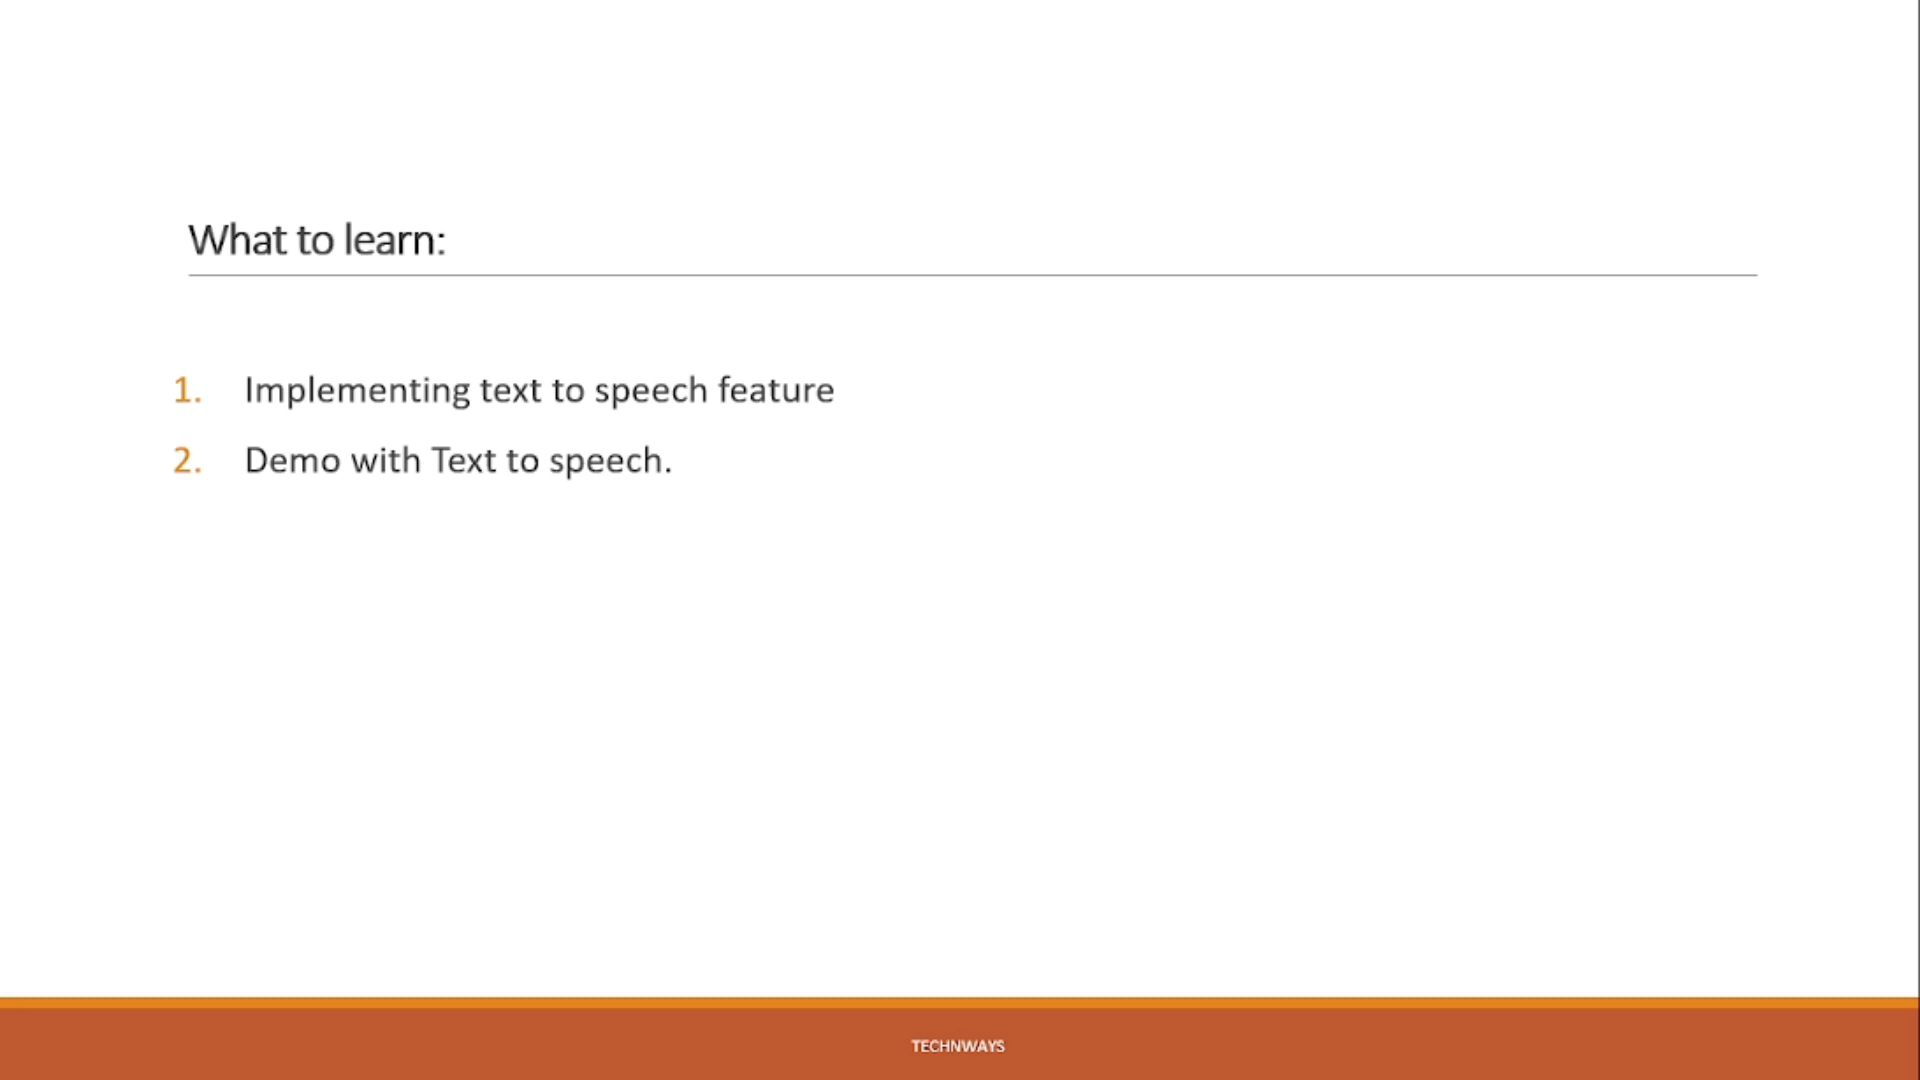 What to learn:
1. Implementing text to speech feature
2. Demo with Text to speech.
TECHNWAYS